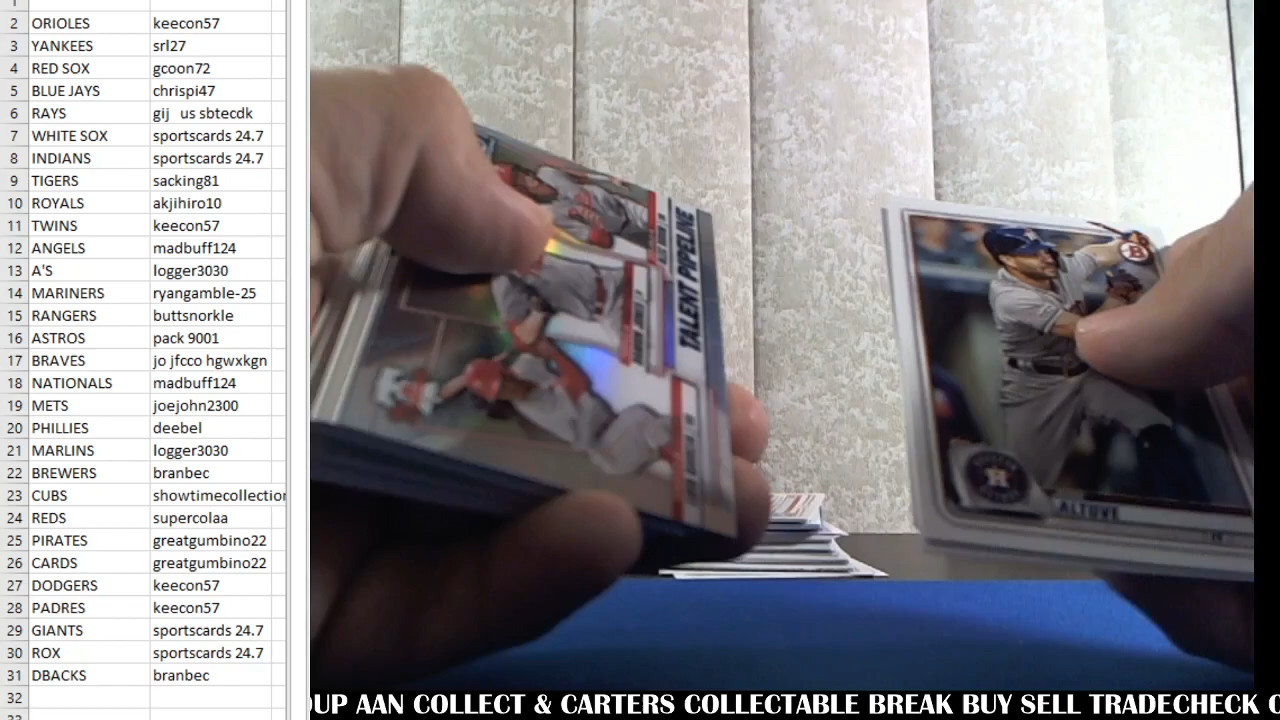 2 ORIOLES keecon57
3 YANKEES srl27
4 RED SOX gcoon72
5 BLUE JAYS chrispi47
6 RAYS gij us sbtecdk
7 WHITE SOX sportscards 24.7
8 INDIANS sportscards 24.7
9 TIGERS sacking81
10 ROYALS akjihiro10
11 TWINS keecon57
12 ANGELS madbuff124
13 A'S logger3030
14 MARINERS ryangamble-25
15 RANGERS buttsnorkle
16 ASTROS pack 9001
17 BRAVES jo jfcco hgwxkgn
18 NATIONALS madbuff124
19 METS joejohn2300
20 PHILLIES deebel
21 MARLINS logger3030
22 BREWERS branbec
23 CUBS showtimecollection
24 REDS supercolaa
25 PIRATES greatgumbino22
26 CARDS greatgumbino22
27 DODGERS keecon57
28 PADRES keecon57
29 GIANTS sportscards 24.7
30 ROX sportscards 24.7
31 DBACKS branbec
32
TALENT PIPELINE
B
ALTUVE
OUP AAN COLLECT & CARTERS COLLECTABLE BREAK BUY SELL TRADECHECK